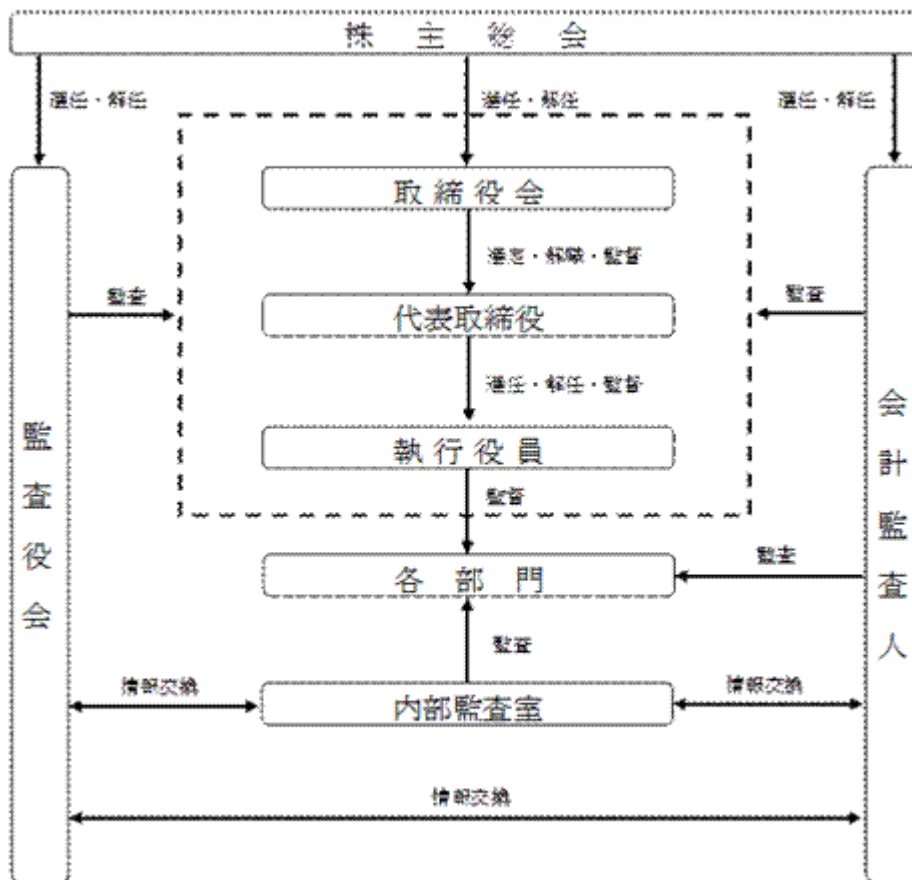 株主総会
選任・解任
選任・解任
選任・解任
取締役会
選定・解職・監督
監査
代表取締役
監査
選任・解任・監督
執行役員
監督
各部門
監査
監査
内部監査室
情報交換
情報交換
情報交換
監査役会
会計監査人